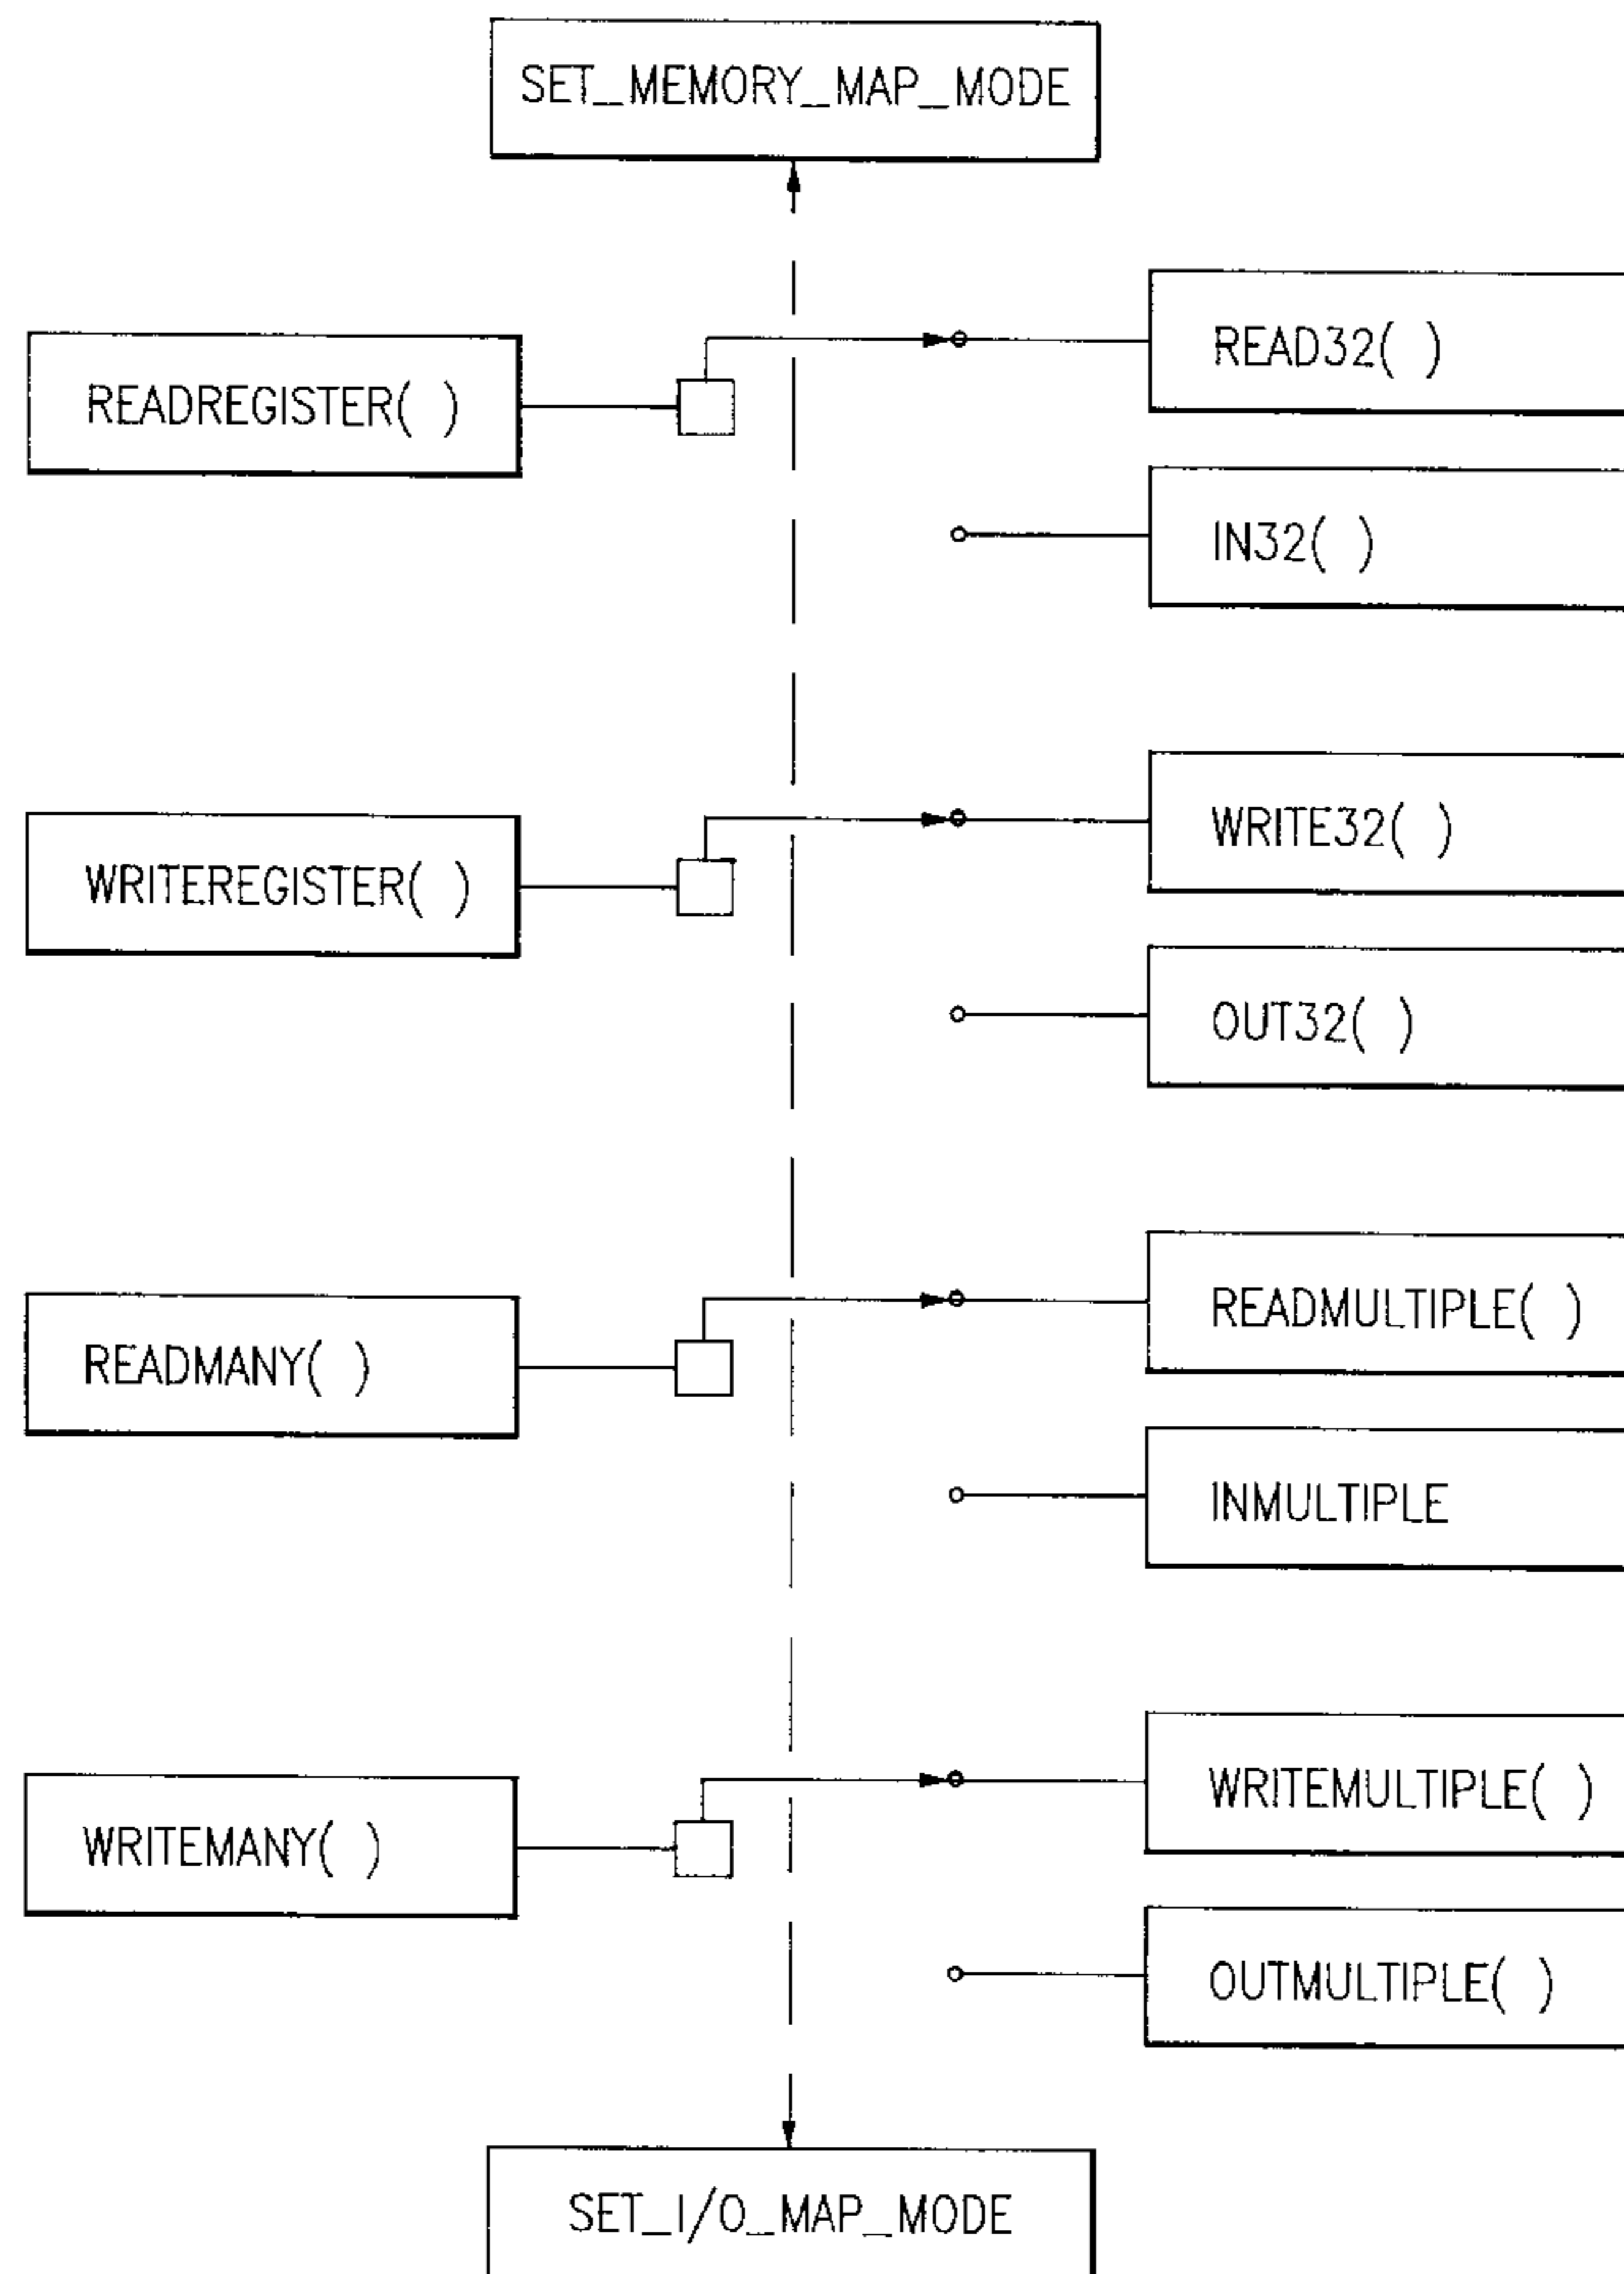 SET_MEMORY_MAP_MODE
READREGISTER( )
READ32( )
IN32( )
WRITEREGISTER( )
WRITE32( )
OUT32( )
READMANY( )
READMULTIPLE( )
INMULTIPLE
WRITEMANY( )
WRITEMULTIPLE( )
OUTMULTIPLE( )
SET_I/O_MAP_MODE